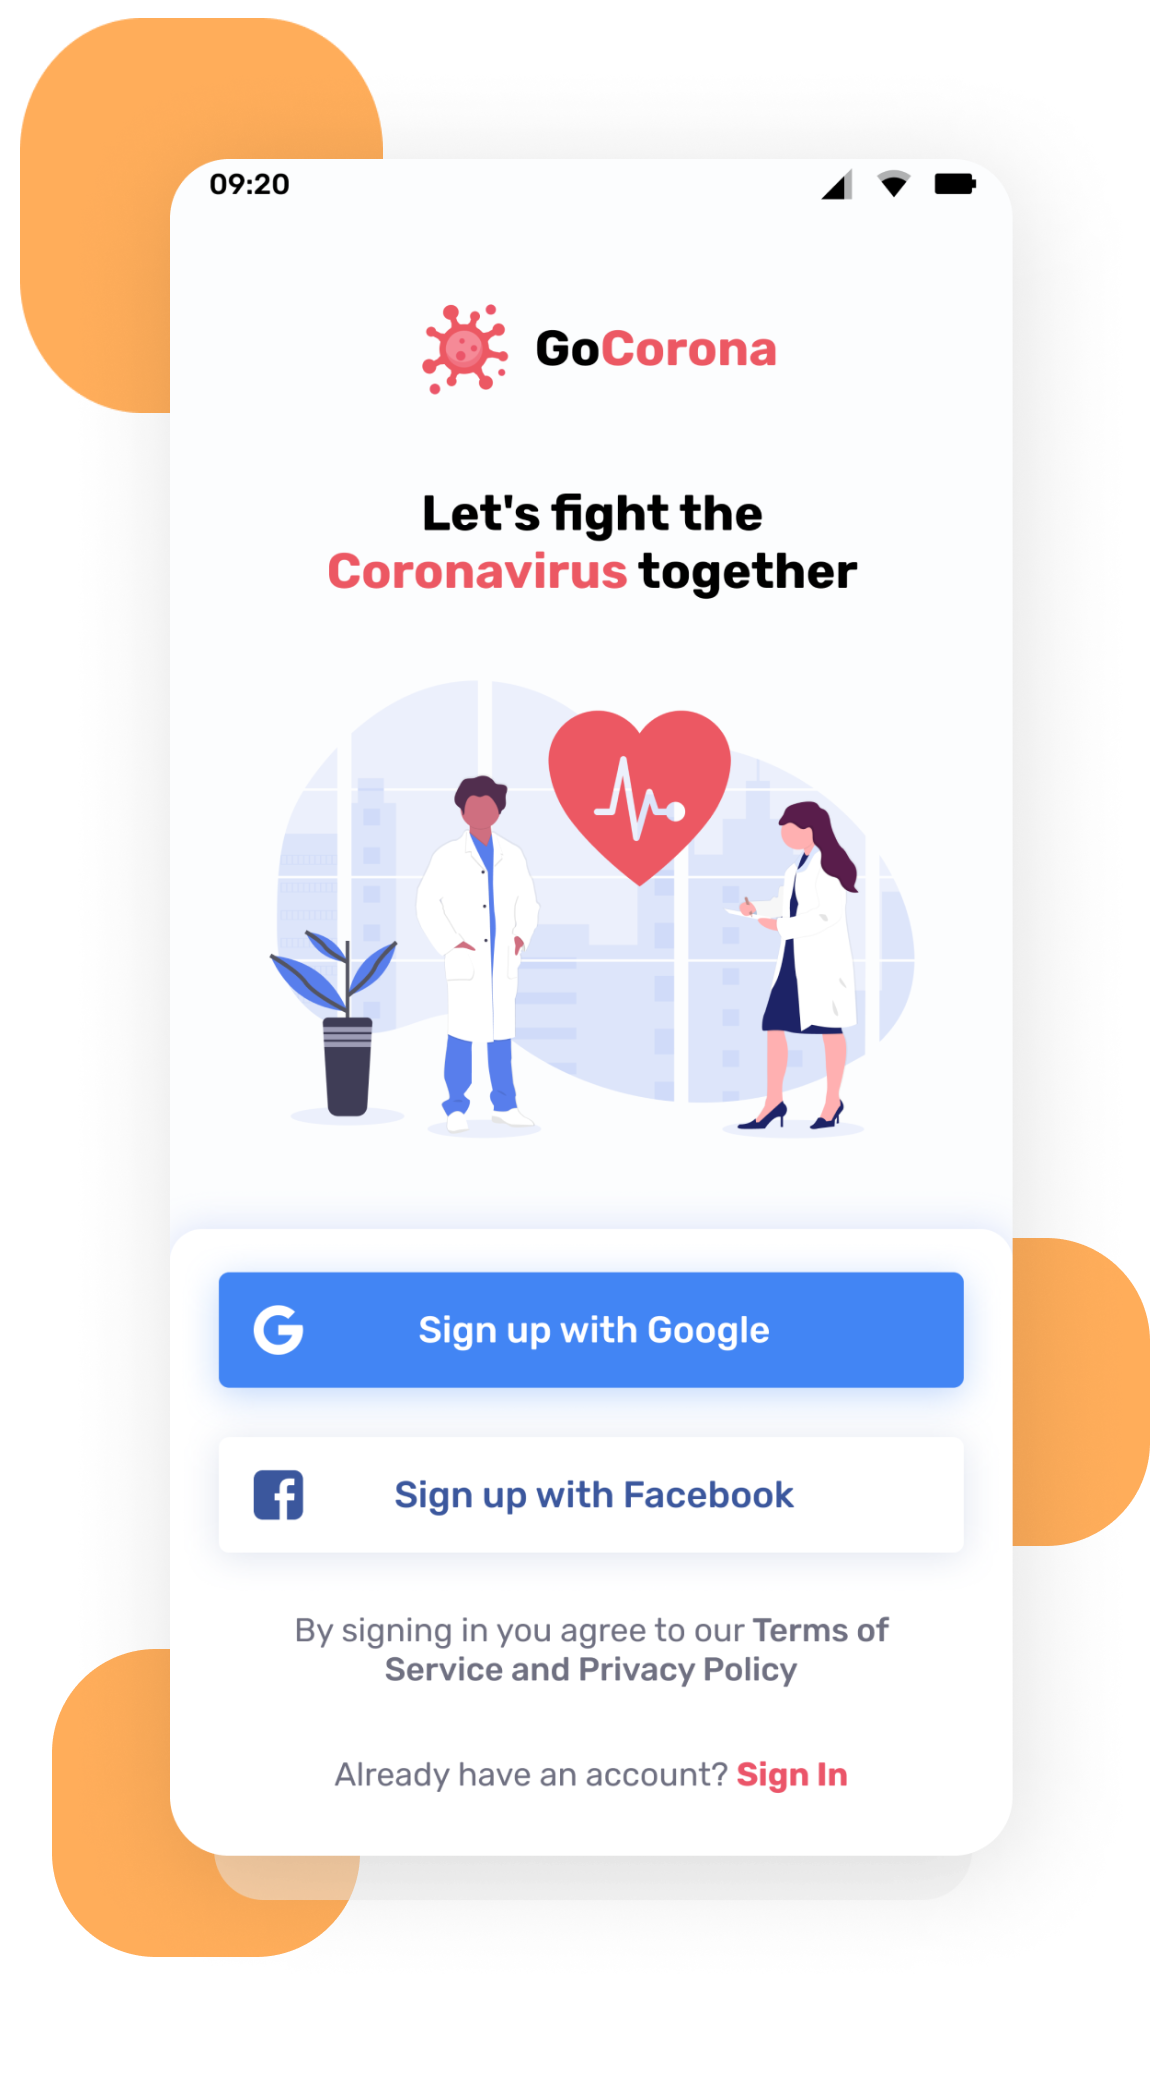 09:20
GoCorona
Let's fight the
Coronavirus together
Sign up with Google
Sign up with Facebook
By signing in you agree to our Terms of
Service and Privacy Policy
Already have an account? Sign In